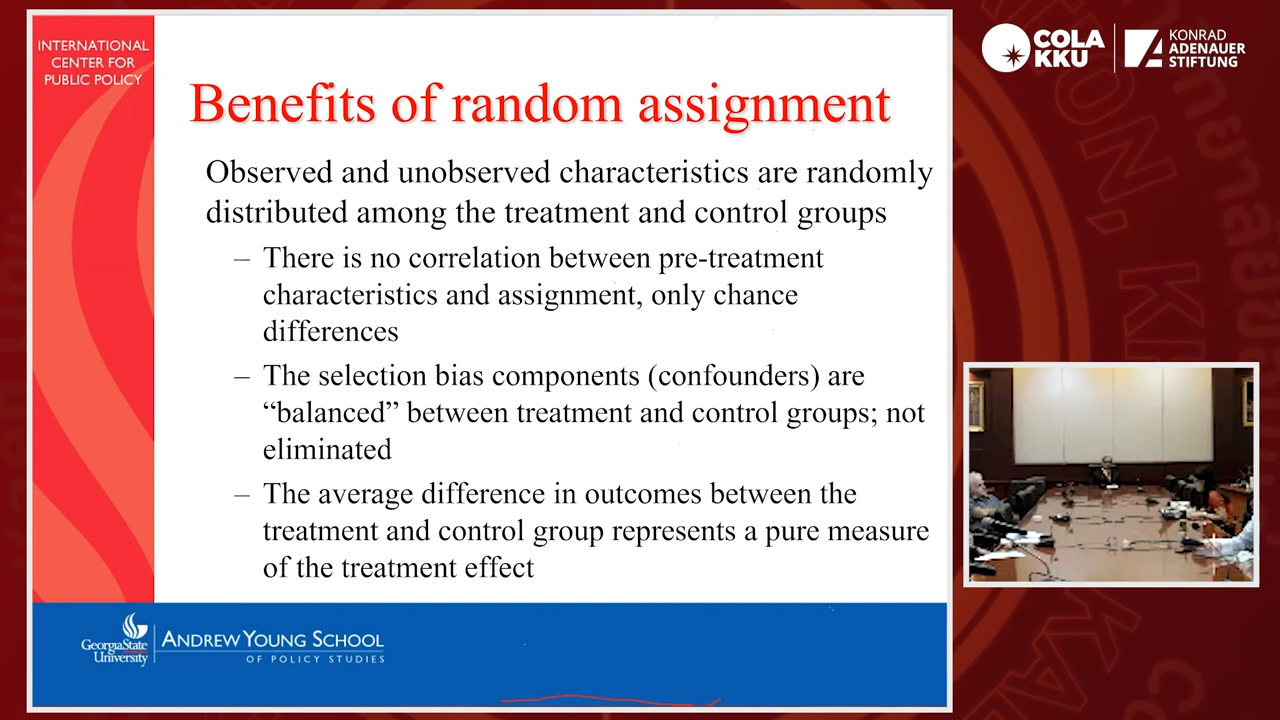 INTERNATIONAL
CENTER FOR
PUBLIC POLICY
Benefits of random assignment
Observed and unobserved characteristics are randomly
distributed among the treatment and control groups
– There is no correlation between pre-treatment
characteristics and assignment, only chance
differences
– The selection bias components (confounders) are
“balanced” between treatment and control groups; not
eliminated
– The average difference in outcomes between the
treatment and control group represents a pure measure
of the treatment effect
GeorgiaState
University
ANDREW YOUNG SCHOOL
OF POLICY STUDIES
COLA
KKU
KONRAD
ADENAUER
STIFTUNG